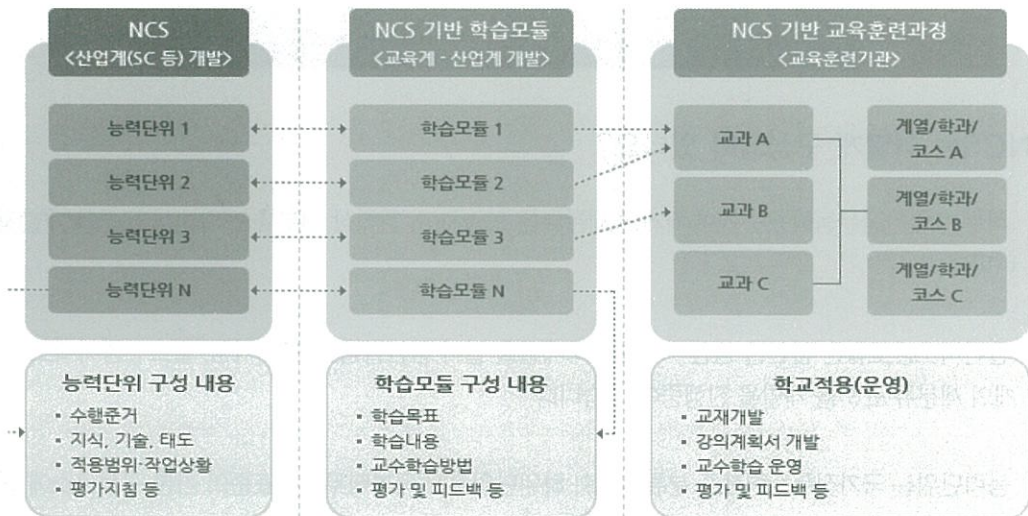 NCS
<산업계(SC 등) 개발>
능력단위 1
능력단위 2
능력단위 3
능력단위 N
능력단위 구성 내용
• 수행준거
• 지식, 기술, 태도
• 적용범위·작업상황
• 평가지침 등
NCS 기반 학습모듈
<교육계 - 산업계 개발>
학습모듈 1
학습모듈 2
학습모듈 3
학습모듈 N
학습모듈 구성 내용
• 학습목표
• 학습내용
• 교수학습방법
• 평가 및 피드백 등
NCS 기반 교육훈련과정
<교육훈련기관>
교과 A
교과 B
교과 C
계열/학과/
코스 A
계열/학과/
코스 B
계열/학과/
코스 C
학교적용(운영)
• 교재개발
• 강의계획서 개발
• 교수학습 운영
• 평가 및 피드백 등